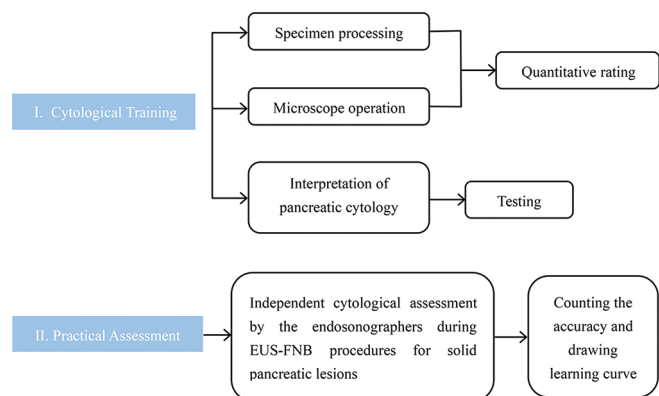 Specimen processing
Quantitative rating
I. Cytological Training
Microscope operation
Interpretation of
pancreatic cytology
Testing
II. Practical Assessment
Independent cytological assessment
by the endosonographers during
EUS-FNB procedures for solid
pancreatic lesions
Counting the
accuracy and
drawing
learning curve